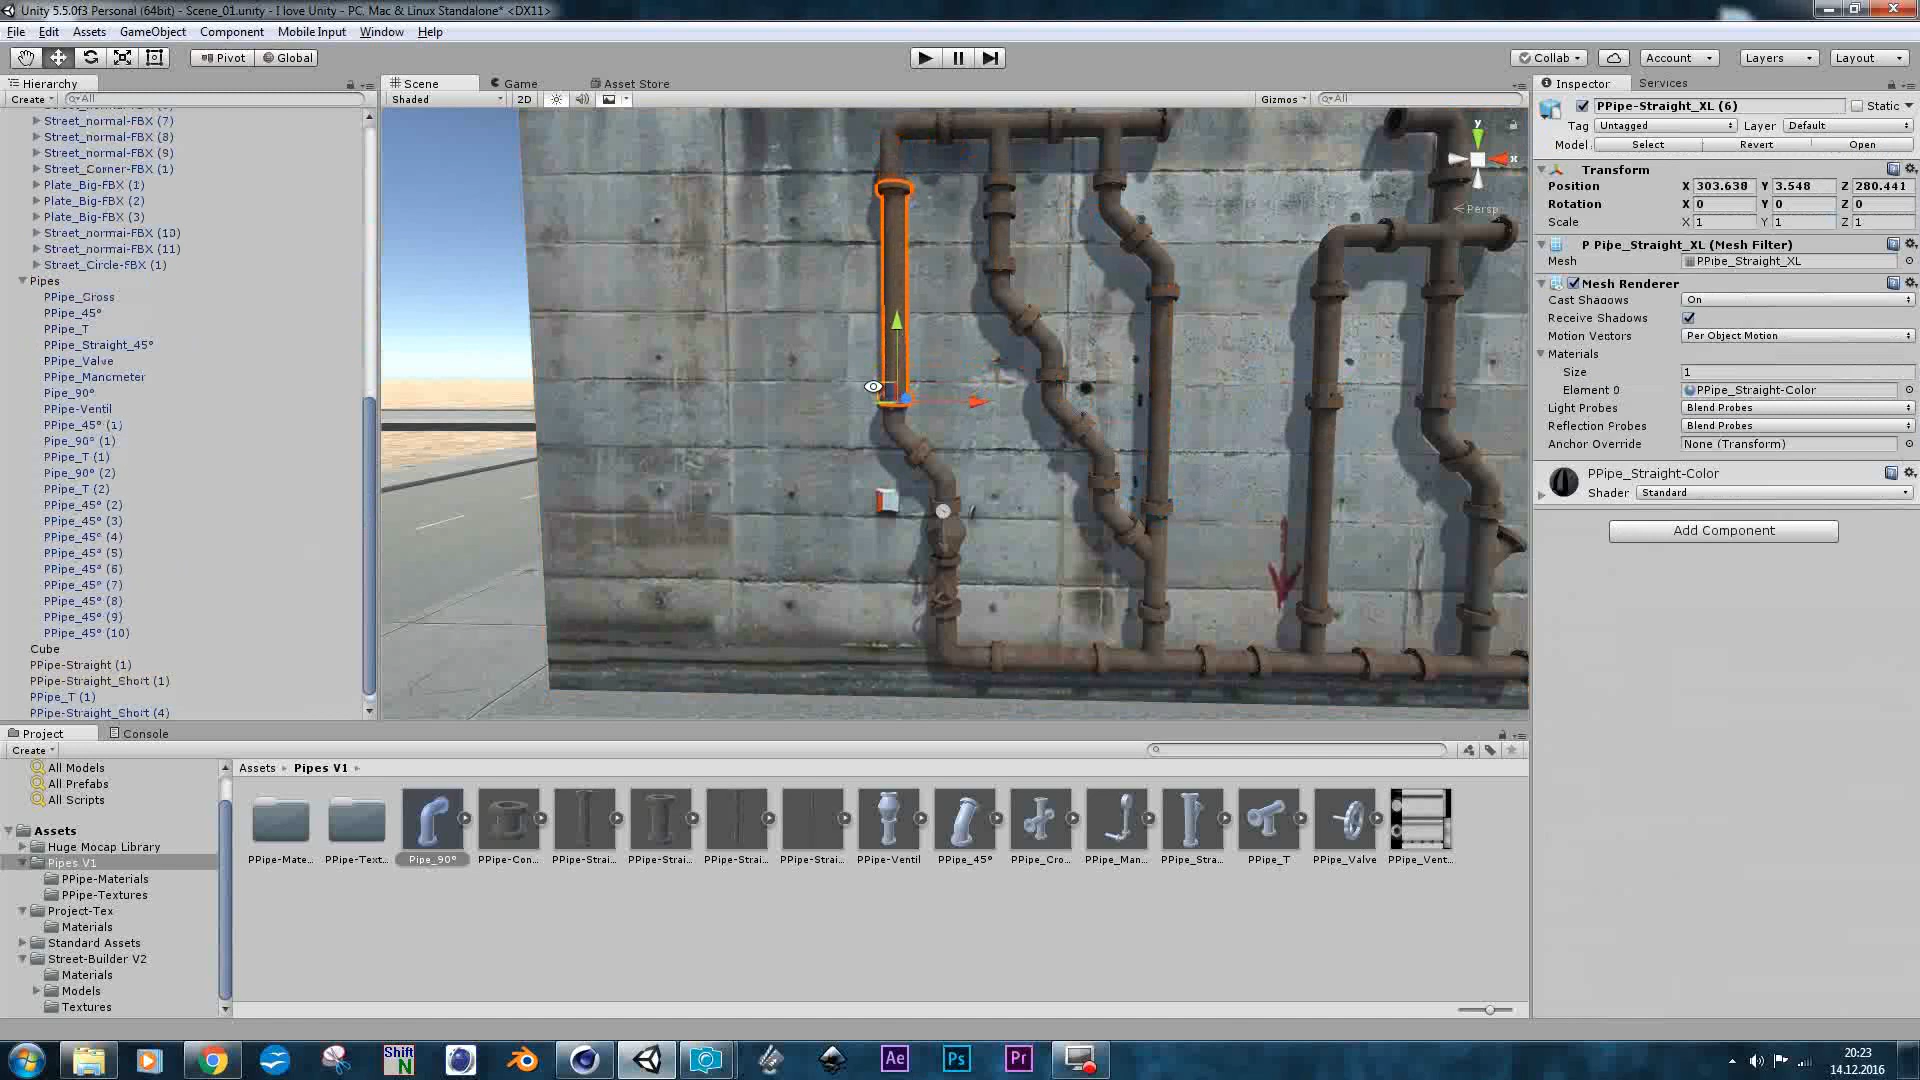 Unity 5.5.0f3 Personal (64bit) - Scene_01.unity - I love Unity - PC, Mac & Linux Standalone* <DX11>
File Edit Assets GameObject Component Mobile Input Window Help
Pivot Global Collab Account Layers Layout
Hierarchy
Create All
Street_normal-FBX (7)
Street_normal-FBX (8)
Street_normal-FBX (9)
Street_Corner-FBX (1)
Plate_Big-FBX (1)
Plate_Big-FBX (2)
Plate_Big-FBX (3)
Street_normal-FBX (10)
Street_normal-FBX (11)
Street_Circle-FBX (1)
Pipes
PPipe_Cross
PPipe_45°
PPipe_T
PPipe_Straight_45°
PPipe_Valve
PPipe_Manometer
Pipe_90°
PPipe-Ventil
PPipe_45° (1)
Pipe_90° (1)
PPipe_T (1)
Pipe_90° (2)
PPipe_T (2)
PPipe_45° (2)
PPipe_45° (3)
PPipe_45° (4)
PPipe_45° (5)
PPipe_45° (6)
PPipe_45° (7)
PPipe_45° (8)
PPipe_45° (9)
PPipe_45° (10)
Cube
PPipe-Straight (1)
PPipe-Straight_Short (1)
PPipe_T (1)
PPipe-Straight_Short (4)
Scene Game Asset Store
Shaded 2D Gizmos All
y
x
Persp
Inspector Services
PPipe-Straight_XL (6) Static
Tag Untagged Layer Default
Model Select Revert Open
Transform
Position X 303.638 Y 3.548 Z 280.441
Rotation X 0 Y 0 Z 0
Scale X 1 Y 1 Z 1
P Pipe_Straight_XL (Mesh Filter)
Mesh PPipe_Straight_XL
Mesh Renderer
Cast Shadows On
Receive Shadows
Motion Vectors Per Object Motion
Materials
Size 1
Element 0 PPipe_Straight-Color
Light Probes Blend Probes
Reflection Probes Blend Probes
Anchor Override None (Transform)
PPipe_Straight-Color
Shader Standard
Add Component
Project Console
Create
All Models
All Prefabs
All Scripts
Assets
Huge Mocap Library
Pipes V1
PPipe-Materials
PPipe-Textures
Project-Tex
Materials
Standard Assets
Street-Builder V2
Materials
Models
Textures
Assets Pipes V1
PPipe-Mate... PPipe-Text... Pipe_90° PPipe-Con... PPipe-Strai... PPipe-Strai... PPipe-Strai... PPipe-Strai... PPipe-Ventil PPipe_45° PPipe_Cro... PPipe_Man... PPipe_Stra... PPipe_T PPipe_Valve PPipe_Vent...
Shift N
Ae Ps Pr
20:23
14.12.2016